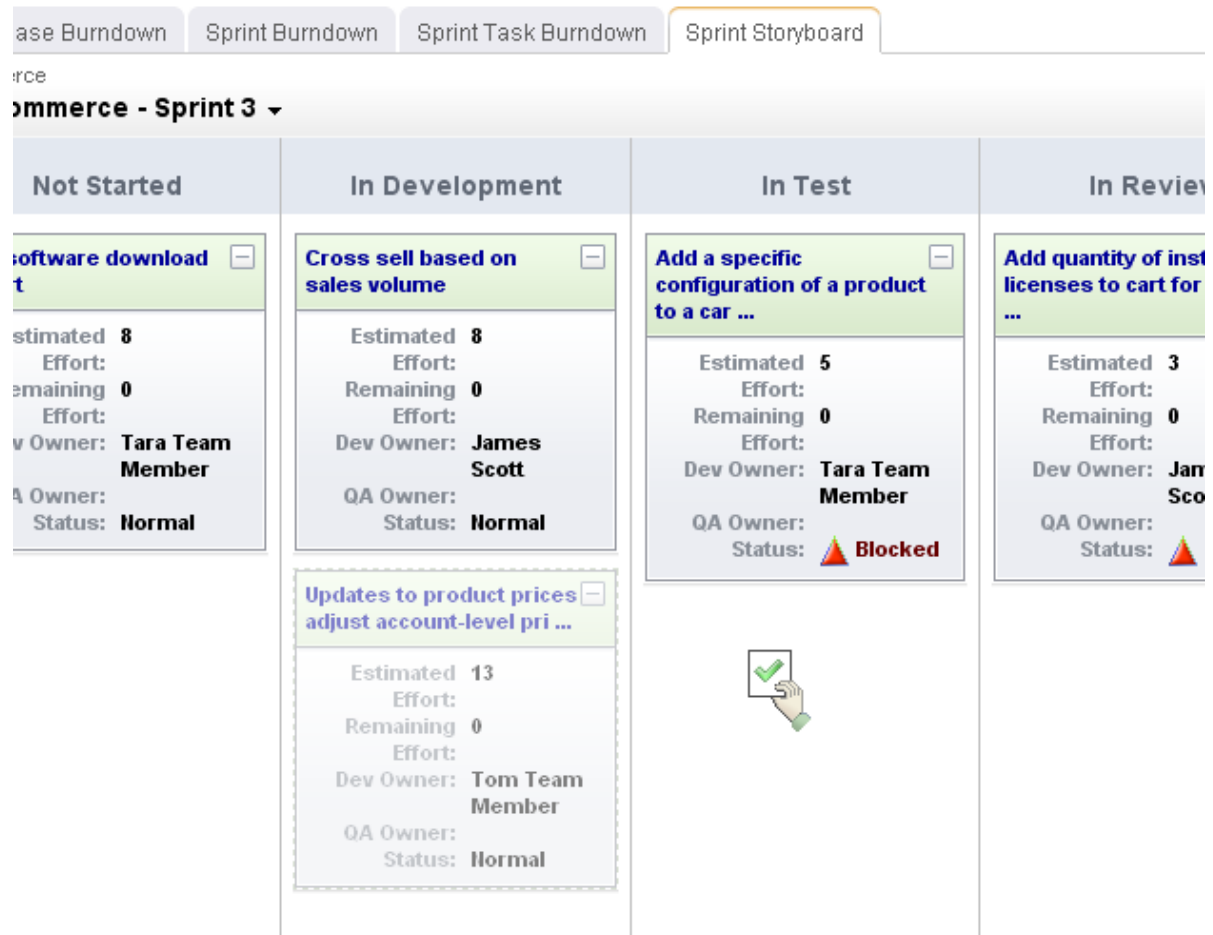 ase Burndown
Sprint Burndown
Sprint Task Burndown
Sprint Storyboard
rce
ommerce - Sprint 3
Not Started
software download
t
stimated 8
Effort:
emaining 0
Effort:
v Owner: Tara Team
Member
A Owner:
Status: Normal
In Development
Cross sell based on
sales volume
Estimated 8
Effort:
Remaining 0
Effort:
Dev Owner: James
Scott
QA Owner:
Status: Normal
Updates to product prices
adjust account-level pri ...
Estimated 13
Effort:
Remaining 0
Effort:
Dev Owner: Tom Team
Member
QA Owner:
Status: Normal
In Test
Add a specific
configuration of a product
to a car ...
Estimated 5
Effort:
Remaining 0
Effort:
Dev Owner: Tara Team
Member
QA Owner:
Status: Blocked
In Review
Add quantity of inst
licenses to cart for
...
Estimated 3
Effort:
Remaining 0
Effort:
Dev Owner: Jam
Sco
QA Owner:
Status: